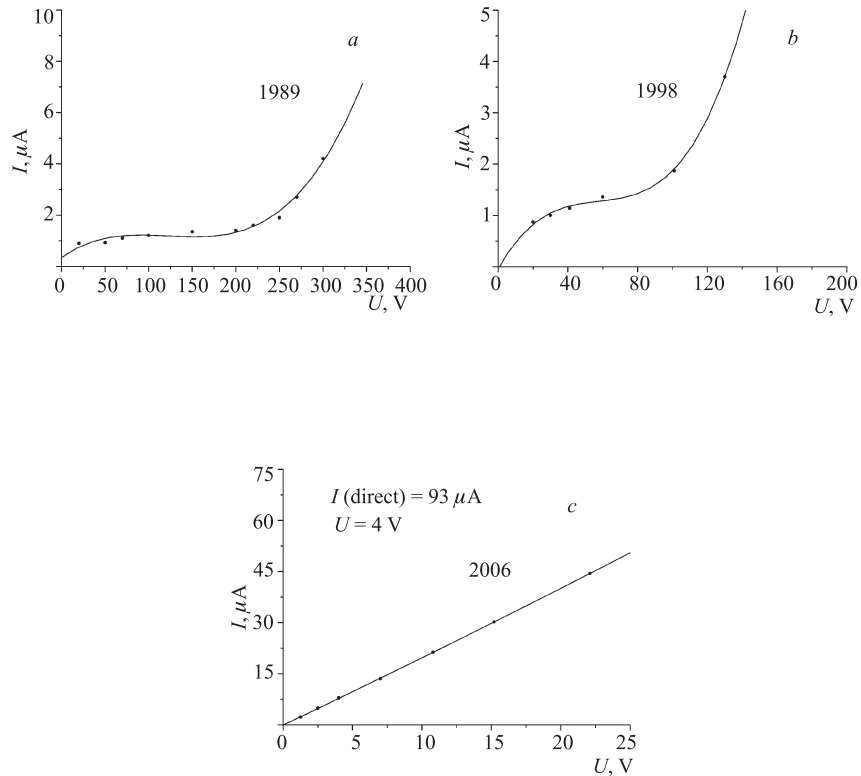 10
8
6
4
2
I, µA
a
1989
0 50 100 150 200 250 300 350 400
U, V
5
4
3
2
1
I, µA
b
1998
0 40 80 120 160 200
U, V
75
60
45
30
15
I, µA
I (direct) = 93 µA
U = 4 V
c
2006
0 5 10 15 20 25
U, V